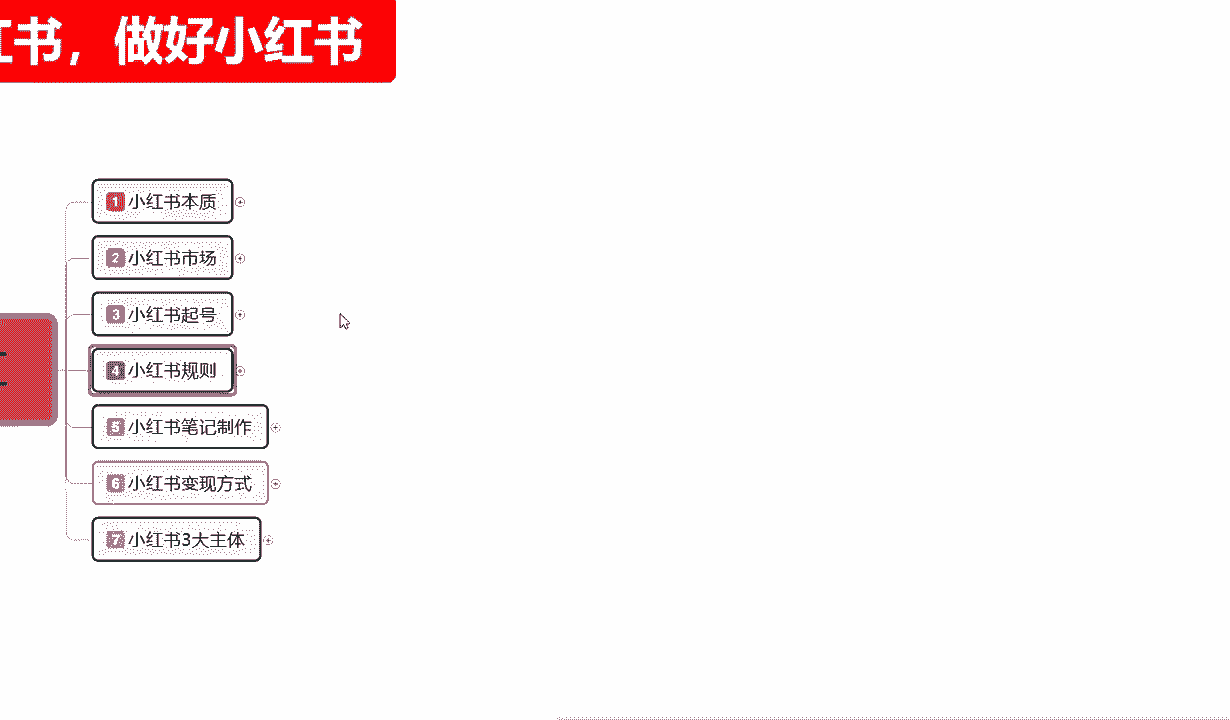 书，做好小红书
1 小红书本质
2 小红书市场
3 小红书起号
4 小红书规则
5 小红书笔记制作
6 小红书变现方式
7 小红书3大主体